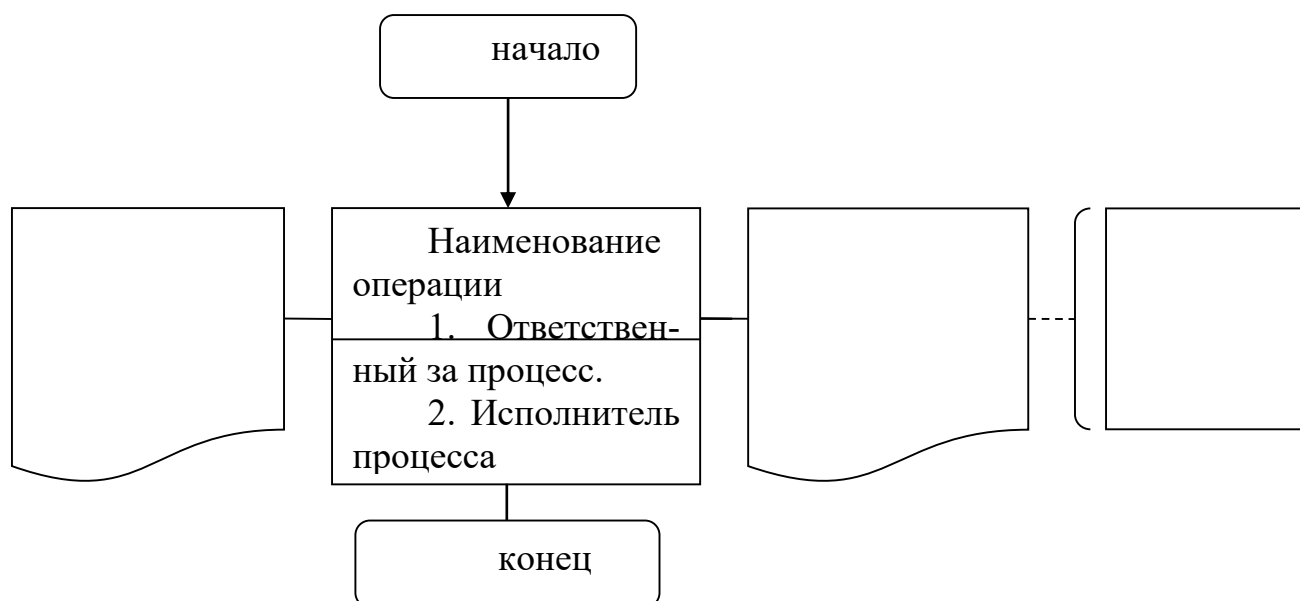 начало
Наименование
операции
1. Ответствен-
ный за процесс.
2. Исполнитель
процесса
конец